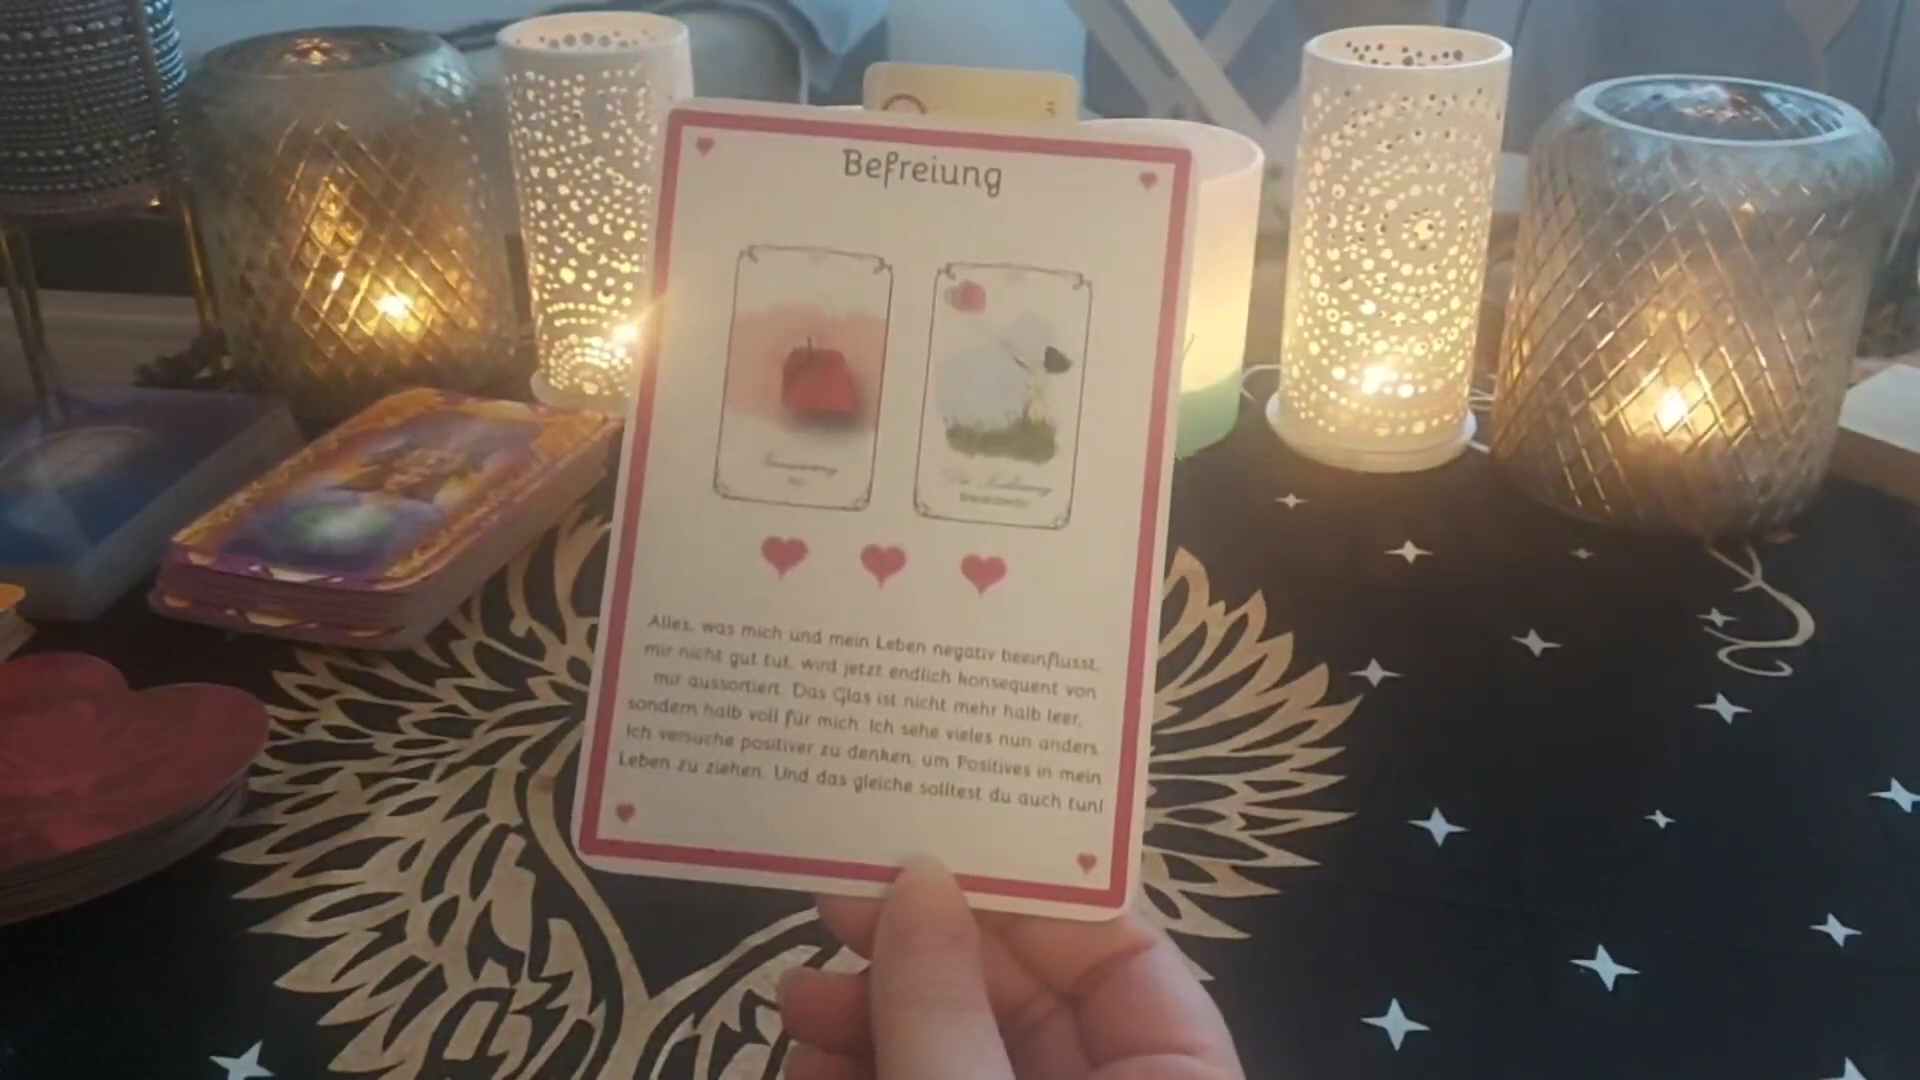 5
Befreiung
Alles, was mich und mein Leben negativ beeinflusst,
mir nicht gut tut, wird jetzt endlich konsequent von
mir aussortiert. Das Glas ist nicht mehr halb leer,
sondern halb voll für mich. Ich sehe vieles nun anders.
Ich versuche positiver zu denken, um Positives in mein
Leben zu ziehen. Und das gleiche solltest du auch tun!